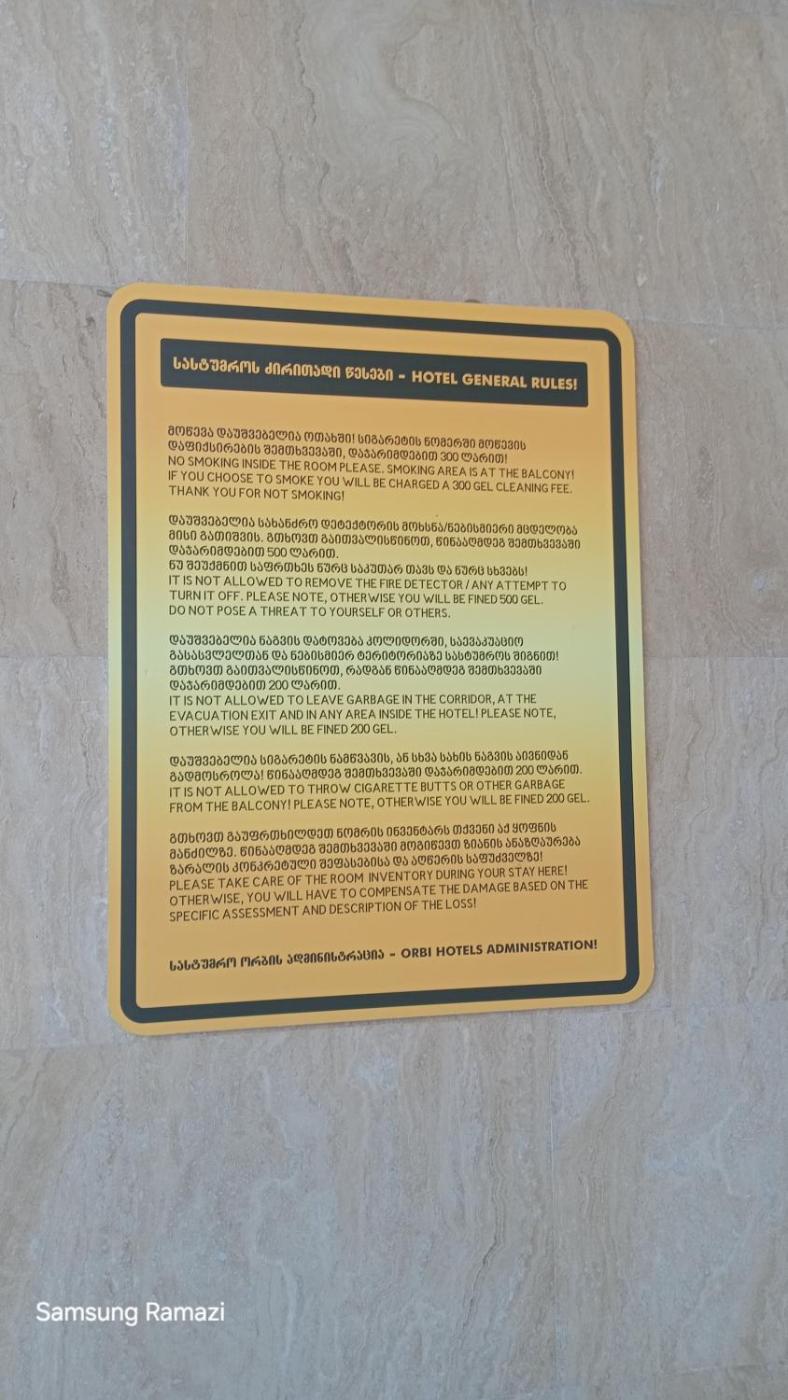 სასტუმროს ძირითადი წესები - HOTEL GENERAL RULES!
მოწევა დაუშვებელია ოთახში! სიგარეტის ნომერში მოწევის
დაფიქსირების შემთხვევაში, დაჯარიმდებით 300 ლარით!
NO SMOKING INSIDE THE ROOM PLEASE. SMOKING AREA IS AT THE BALCONY!
IF YOU CHOOSE TO SMOKE YOU WILL BE CHARGED A 300 GEL CLEANING FEE.
THANK YOU FOR NOT SMOKING!
დაუშვებელია სახანძრო დეტექტორის მოხსნა/ნებისმიერი მცდელობა
მისი გათიშვის. გთხოვთ გაითვალისწინოთ, წინააღმდეგ შემთხვევაში
დაჯარიმდებით 500 ლარით.
ნუ შეუქმნით საფრთხეს ნურც საკუთარ თავს და ნურც სხვებს!
IT IS NOT ALLOWED TO REMOVE THE FIRE DETECTOR / ANY ATTEMPT TO
TURN IT OFF. PLEASE NOTE, OTHERWISE YOU WILL BE FINED 500 GEL.
DO NOT POSE A THREAT TO YOURSELF OR OTHERS.
დაუშვებელია ნაგვის დატოვება კოლიდორში, საევაკუაციო
გასასვლელთან და ნებისმიერ ტერიტორიაზე სასტუმროს შიგნით!
გთხოვთ გაითვალისწინოთ, რადგან წინააღმდეგ შემთხვევაში
დაჯარიმდებით 200 ლარით.
IT IS NOT ALLOWED TO LEAVE GARBAGE IN THE CORRIDOR, AT THE
EVACUATION EXIT AND IN ANY AREA INSIDE THE HOTEL! PLEASE NOTE,
OTHERWISE YOU WILL BE FINED 200 GEL.
დაუშვებელია სიგარეტის ნამწვავის, ან სხვა სახის ნაგვის აივნიდან
გადმოსროლა! წინააღმდეგ შემთხვევაში დაჯარიმდებით 200 ლარით.
IT IS NOT ALLOWED TO THROW CIGARETTE BUTTS OR OTHER GARBAGE
FROM THE BALCONY! PLEASE NOTE, OTHERWISE YOU WILL BE FINED 200 GEL.
გთხოვთ გაუფრთხილდეთ ნომრის ინვენტარს თქვენი აქ ყოფნის
მანძილზე. წინააღმდეგ შემთხვევაში მოგიწევთ ზიანის ანაზღაურება
ზარალის კონკრეტული შეფასებისა და აღწერის საფუძველზე!
PLEASE TAKE CARE OF THE ROOM INVENTORY DURING YOUR STAY HERE!
OTHERWISE, YOU WILL HAVE TO COMPENSATE THE DAMAGE BASED ON THE
SPECIFIC ASSESSMENT AND DESCRIPTION OF THE LOSS!
სასტუმრო ორბის ადმინისტრაცია - ORBI HOTELS ADMINISTRATION!
Samsung Ramazi